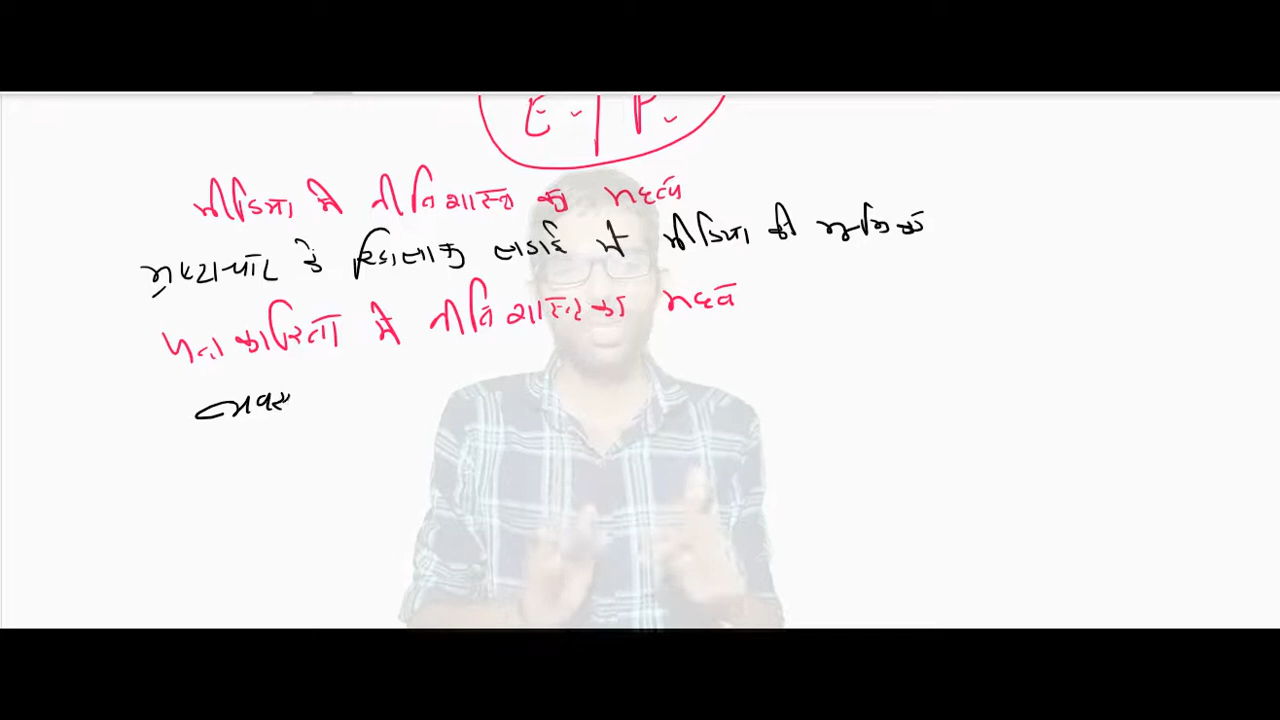 E. / P.
मीडिया में नीतिशास्त्र का महत्व
भ्रष्टाचार के खिलाफ लडाई में मीडिया की भूमिका
पत्रकारिता में नीतिशास्त्र का महत्व